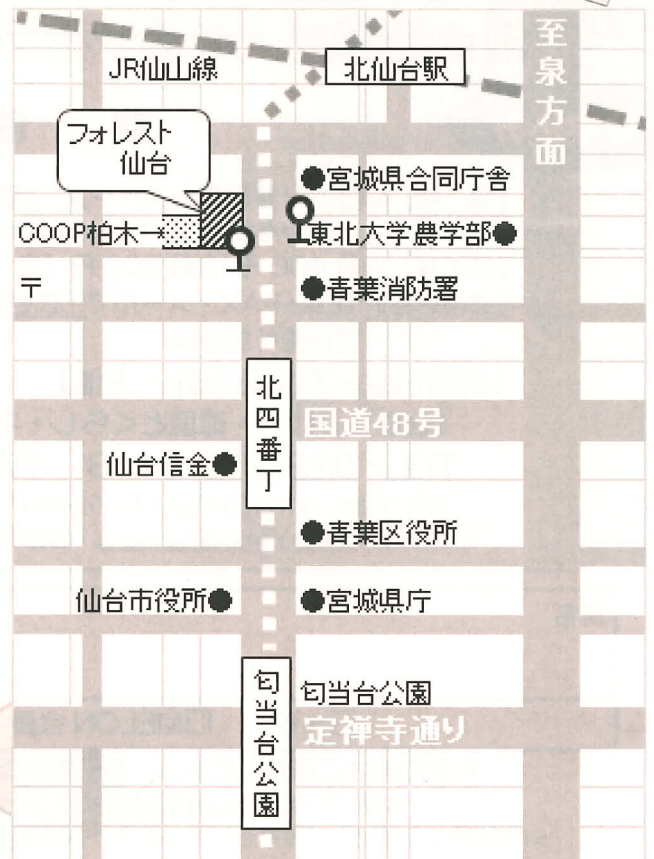 至泉方面
JR仙山線
北仙台駅
フォレスト
仙台
●宮城県合同庁舎
COOP柏木→
東北大学農学部●
〒
●青葉消防署
北四番丁
国道48号
仙台信金●
●青葉区役所
仙台市役所●
●宮城県庁
匂当台公園
匂当台公園
定禅寺通り